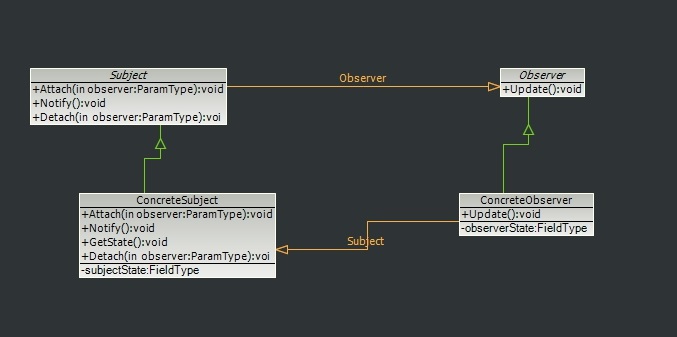 Subject
+Attach(in observer:ParamType):void
+Notify():void
+Detach(in observer:ParamType):voi
Observer
Observer
+Update():void
ConcreteSubject
+Attach(in observer:ParamType):void
+Notify():void
+GetState():void
+Detach(in observer:ParamType):voi
-subjectState:FieldType
Subject
ConcreteObserver
+Update():void
-observerState:FieldType